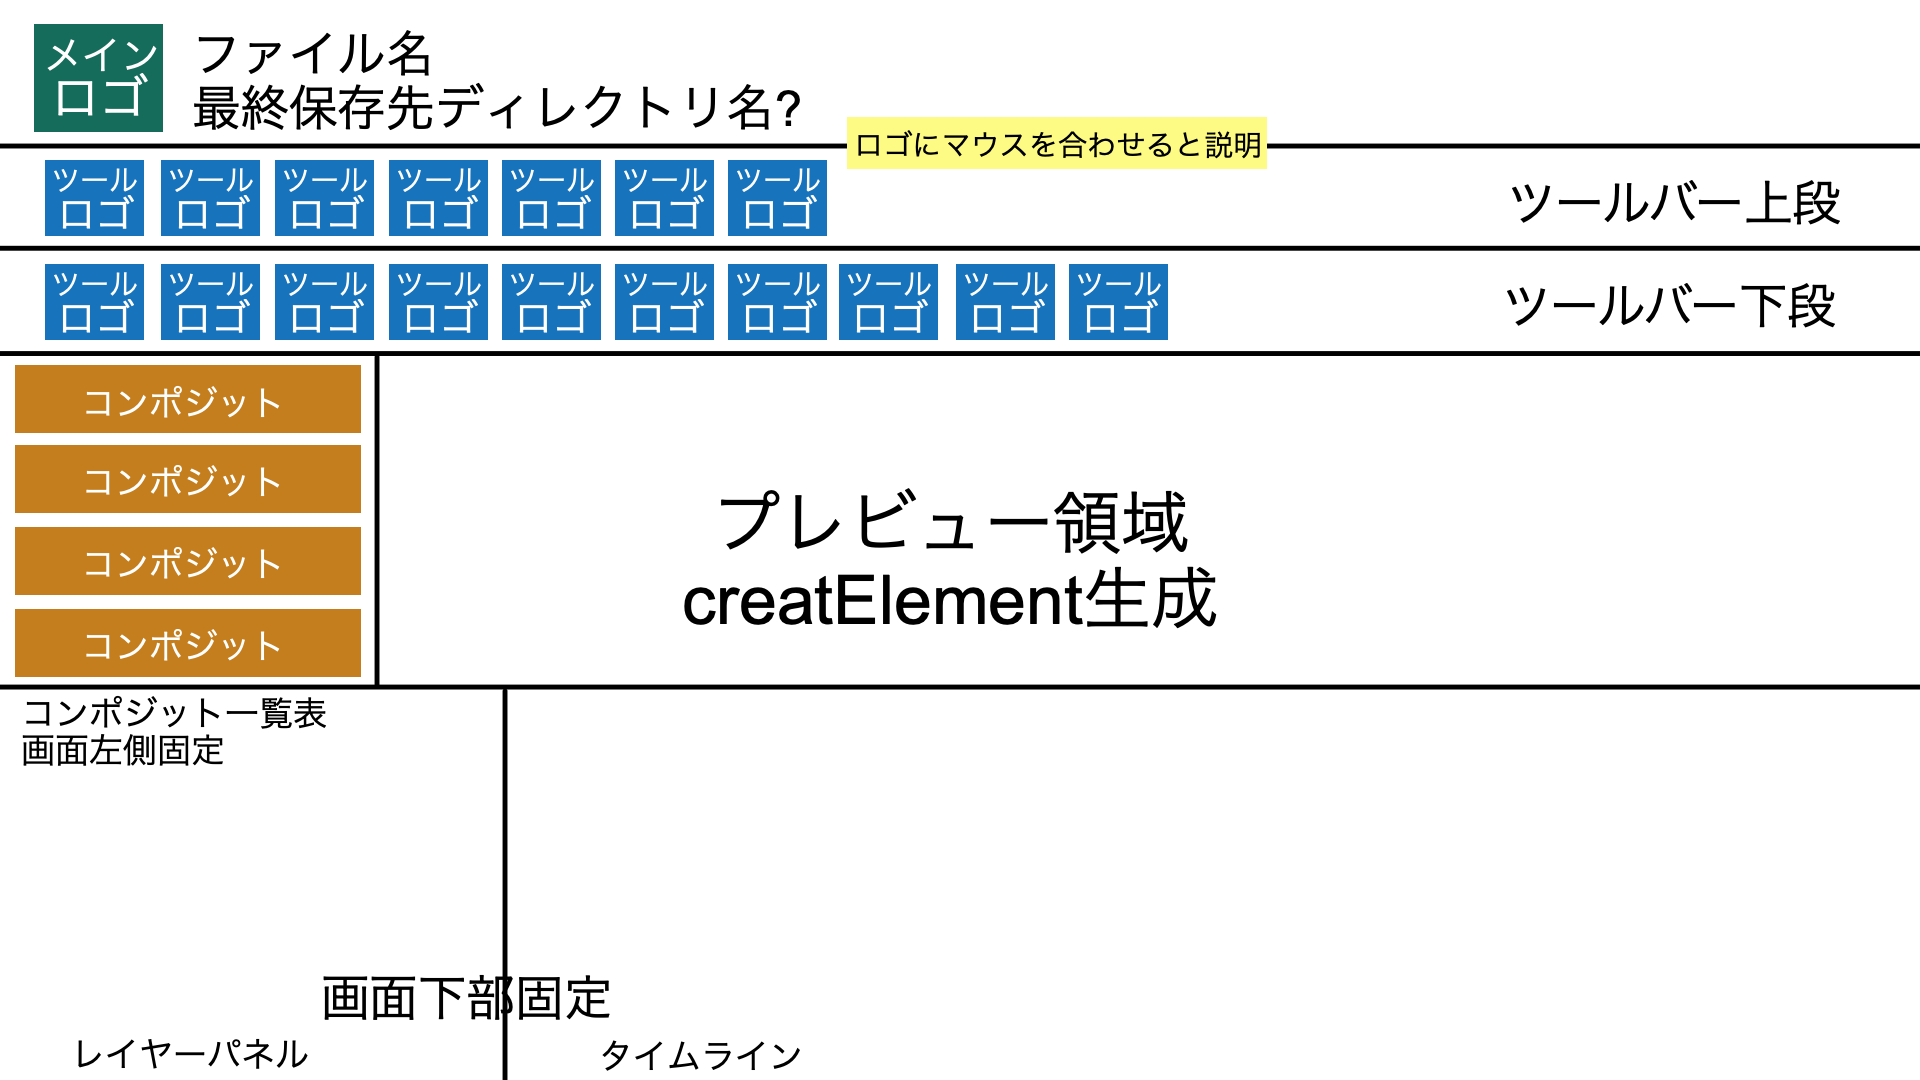 メイン
ロゴ
ファイル名
最終保存先ディレクトリ名?
ロゴにマウスを合わせると説明
ツール
ロゴ
ツール
ロゴ
ツール
ロゴ
ツール
ロゴ
ツール
ロゴ
ツール
ロゴ
ツール
ロゴ
ツールバー上段
ツール
ロゴ
ツール
ロゴ
ツール
ロゴ
ツール
ロゴ
ツール
ロゴ
ツール
ロゴ
ツール
ロゴ
ツール
ロゴ
ツール
ロゴ
ツール
ロゴ
ツールバー下段
コンポジット
コンポジット
コンポジット
コンポジット
プレビュー領域
creatElement生成
コンポジット一覧表
画面左側固定
画面下部固定
レイヤーパネル
タイムライン